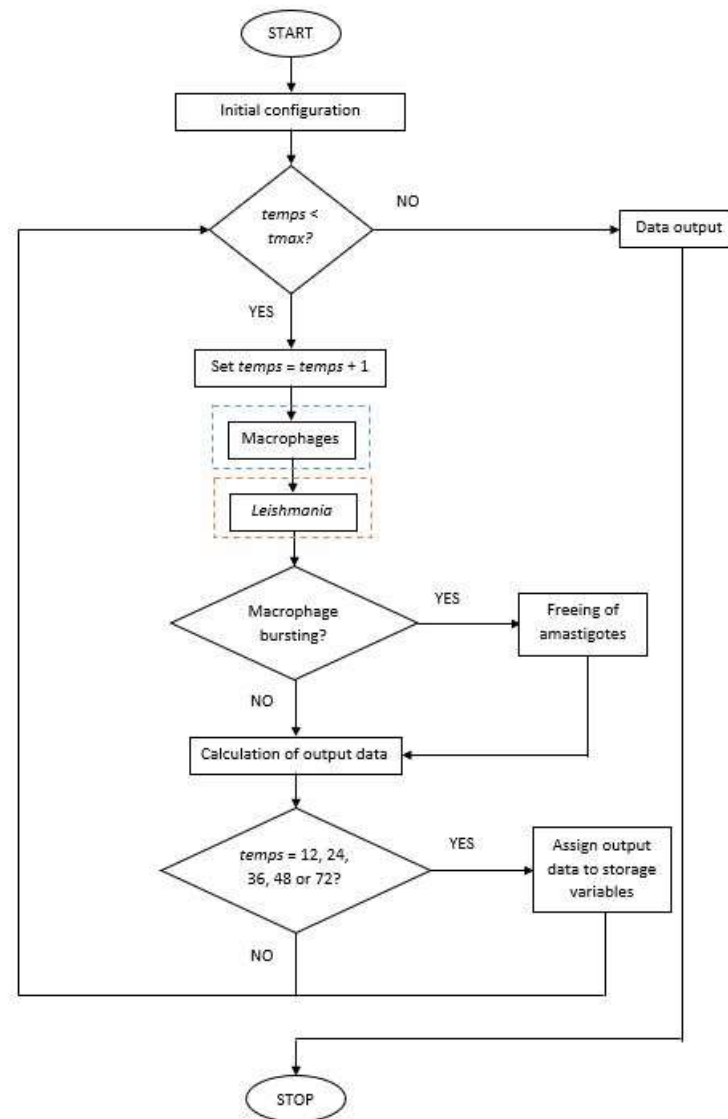 START
Initial configuration
temps <
tmax?
NO
Data output
YES
Set temps = temps + 1
Macrophages
Leishmania
Macrophage
bursting?
YES
Freeing of
amastigotes
NO
Calculation of output data
temps = 12, 24,
36, 48 or 72?
YES
Assign output
data to storage
variables
NO
STOP